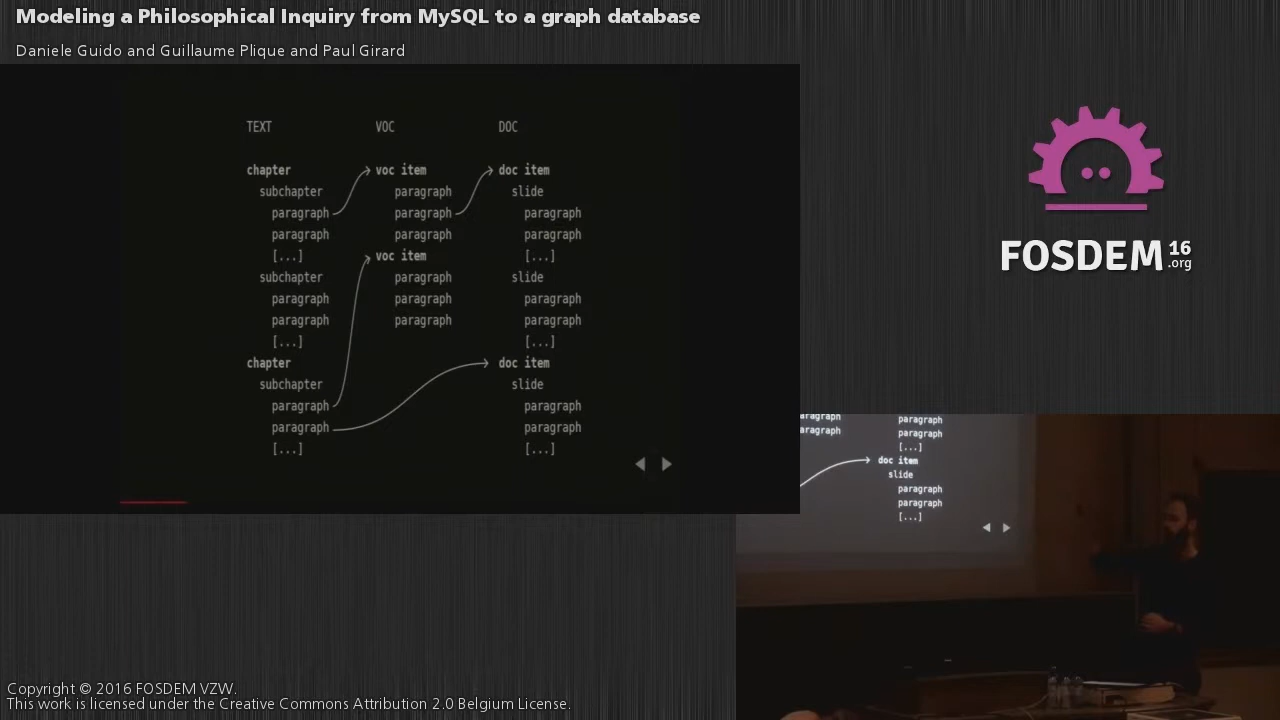 Modeling a Philosophical Inquiry from MySQL to a graph database
Daniele Guido and Guillaume Plique and Paul Girard
TEXT VOC DOC
chapter voc item doc item
subchapter paragraph slide
paragraph paragraph paragraph
paragraph paragraph paragraph
[...] voc item [...]
subchapter paragraph slide
paragraph paragraph paragraph
paragraph paragraph paragraph
[...] [...]
chapter doc item
subchapter slide
paragraph paragraph
paragraph paragraph
[...] [...]
FOSDEM 16 .org
paragraph paragraph
paragraph paragraph
[...]
doc item
slide
paragraph
paragraph
[...]
Copyright © 2016 FOSDEM VZW.
This work is licensed under the Creative Commons Attribution 2.0 Belgium License.